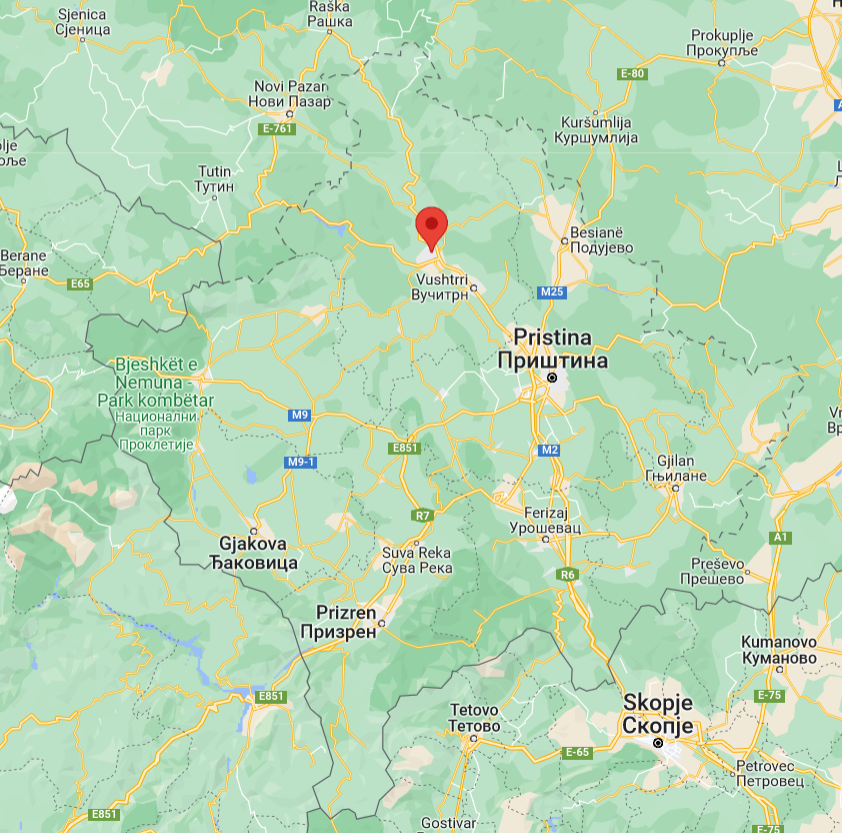 Sjenica
Сјеница
Raška
Рашка
Prokuplje
Прокупље
E-80
Novi Pazar
Нови Пазар
E-761
Kuršumlija
Куршумлија
Tutin
Тутин
Berane
Беране
E65
Besianë
Подујево
Vushtrri
Вучитрн
M25
Pristina
Приштина
Bjeshkët e
Nemuna -
Park kombëtar
Национални
парк
Проклетије
M9
E851
M2
M9-1
Gjilan
Гњилане
R7
Ferizaj
Урошевац
A1
Gjakova
Ђаковица
Suva Reka
Сува Река
Preševo
Прешево
R6
Prizren
Призрен
Kumanovo
Куманово
E851
E-75
Skopje
Скопје
Tetovo
Тетово
E-65
Petrovec
Петровец
E851
Gostivar
E-75